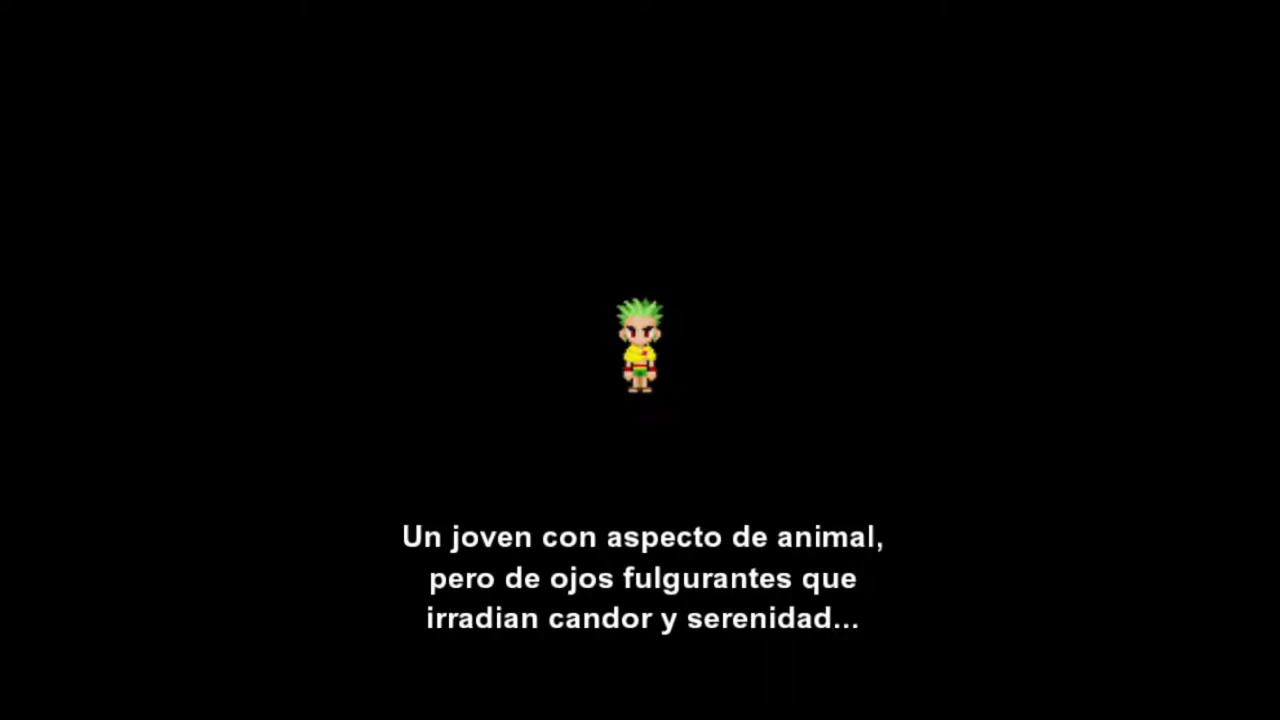 Un joven con aspecto de animal,
pero de ojos fulgurantes que
irradian candor y serenidad...